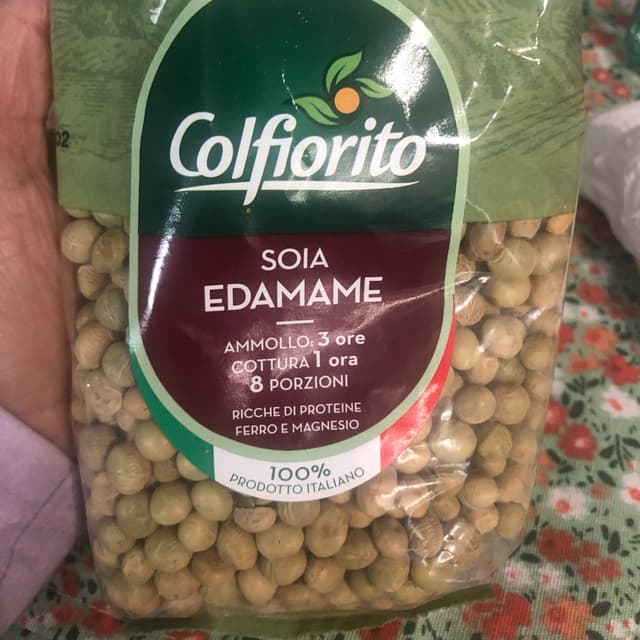 02
Colfiorito
SOIA
EDAMAME
AMMOLLO: 3 ore
COTTURA 1 ora
8 PORZIONI
RICCHE DI PROTEINE
FERRO E MAGNESIO
100%
PRODOTTO ITALIANO